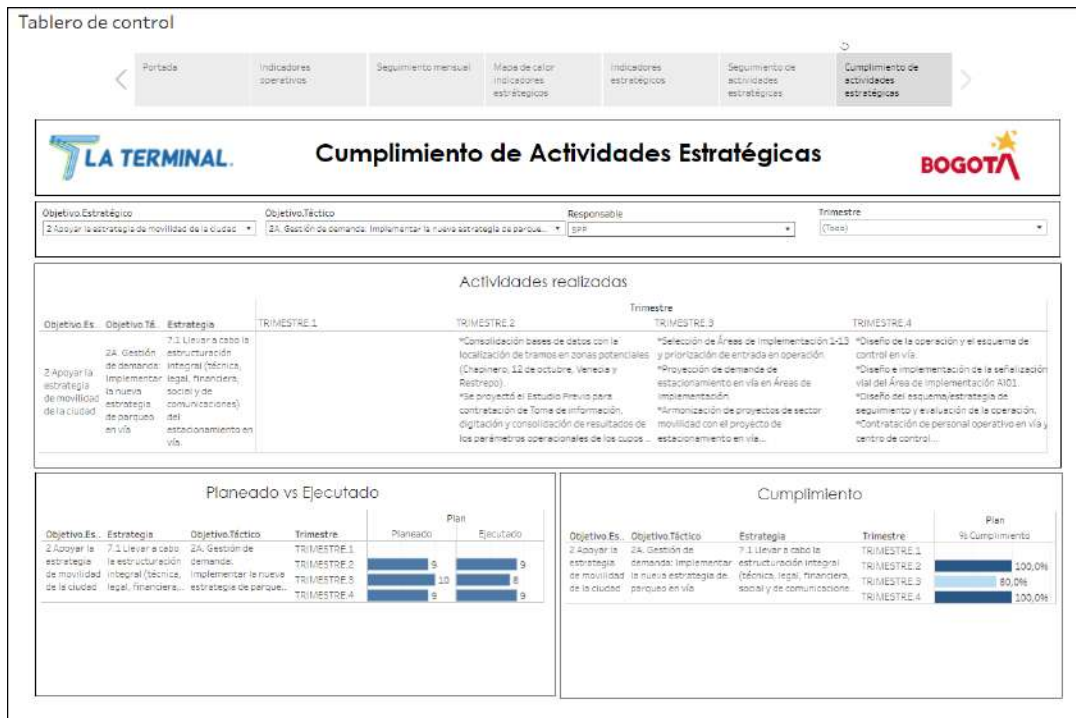 Tablero de control
Portada
Indicadores
operativos
Seguimiento mensual
Mapa de calor
indicadores
estrátegicos
Indicadores
estratégicos
Seguimiento de
actividades
estratégicas
Cumplimiento de
actividades
estratégicas
LA TERMINAL.
Cumplimiento de Actividades Estratégicas
BOGOTÁ
Objetivo.Estratégico
Objetivo.Táctico
Responsable
Trimestre
2 Apoyar la estrategia de movilidad de la ciudad
2A. Gestión de demanda: Implementar la nueva estrategia de parque...
SPP
(Todo)
Actividades realizadas
Trimestre
Objetivo.Es..
Objetivo.Tá..
Estrategia
TRIMESTRE.1
TRIMESTRE.2
TRIMESTRE.3
TRIMESTRE.4
2 Apoyar la
estrategia
de movilidad
de la ciudad
2A. Gestión
de demanda:
Implementar
la nueva
estrategia
de parqueo
en vía
7.1 Llevar a cabo la
estructuración
integral (técnica,
legal, financiera,
social y de
comunicaciones)
del
estacionamiento en
vía.
*Consolidación bases de datos con la
localización de tramos en zonas potenciales
(Chapinero, 12 de octubre, Venecia y
Restrepo).
*Se proyectó el Estudio Previo para
contratación de Toma de información,
digitación y consolidación de resultados de
los parámetros operacionales de los cupos ..
*Selección de Áreas de Implementación 1-13
y priorización de entrada en operación.
*Proyección de demanda de
estacionamiento en vía en Áreas de
Implementación
*Armonización de proyectos de sector
movilidad con el proyecto de
estacionamiento en vía...
*Diseño de la operación y el esquema de
control en vía.
*Diseño e implementación de la señalización
vial del Área de Implementación AI01.
*Diseño del esquema/estrategia de
seguimiento y evaluación de la operación.
*Contratación de personal operativo en vía y
centro de control...
Planeado vs Ejecutado
Plan
Objetivo.Es..
Estrategia
Objetivo.Táctico
Trimestre
Planeado
Ejecutado
2 Apoyar la
estrategia
de movilidad
de la ciudad
7.1 Llevar a cabo
la estructuración
integral (técnica,
legal, financiera,..
2A. Gestión de
demanda:
Implementar la nueva
estrategia de parque..
TRIMESTRE.1
TRIMESTRE.2
9
9
TRIMESTRE.3
10
8
TRIMESTRE.4
9
9
Cumplimiento
Plan
Objetivo.Es..
Objetivo.Táctico
Estrategia
Trimestre
% Cumplimiento
2 Apoyar la
estrategia
de movilidad
de la ciudad
2A. Gestión de
demanda: Implementar
la nueva estrategia de
parqueo en vía
7.1 Llevar a cabo la
estructuración integral
(técnica, legal, financiera,
social y de comunicacione..
TRIMESTRE.1
TRIMESTRE.2
100,0%
TRIMESTRE.3
80,0%
TRIMESTRE.4
100,0%